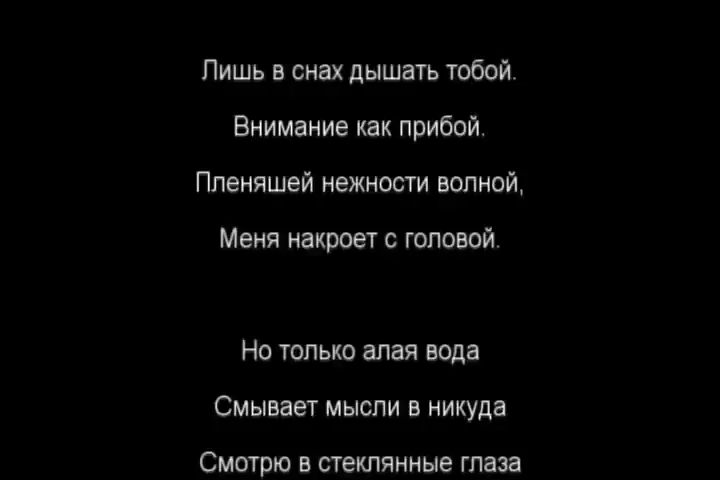 Лишь в снах дышать тобой.
Внимание как прибой.
Пленяшей нежности волной,
Меня накроет с головой.
Но только алая вода
Смывает мысли в никуда
Смотрю в стеклянные глаза